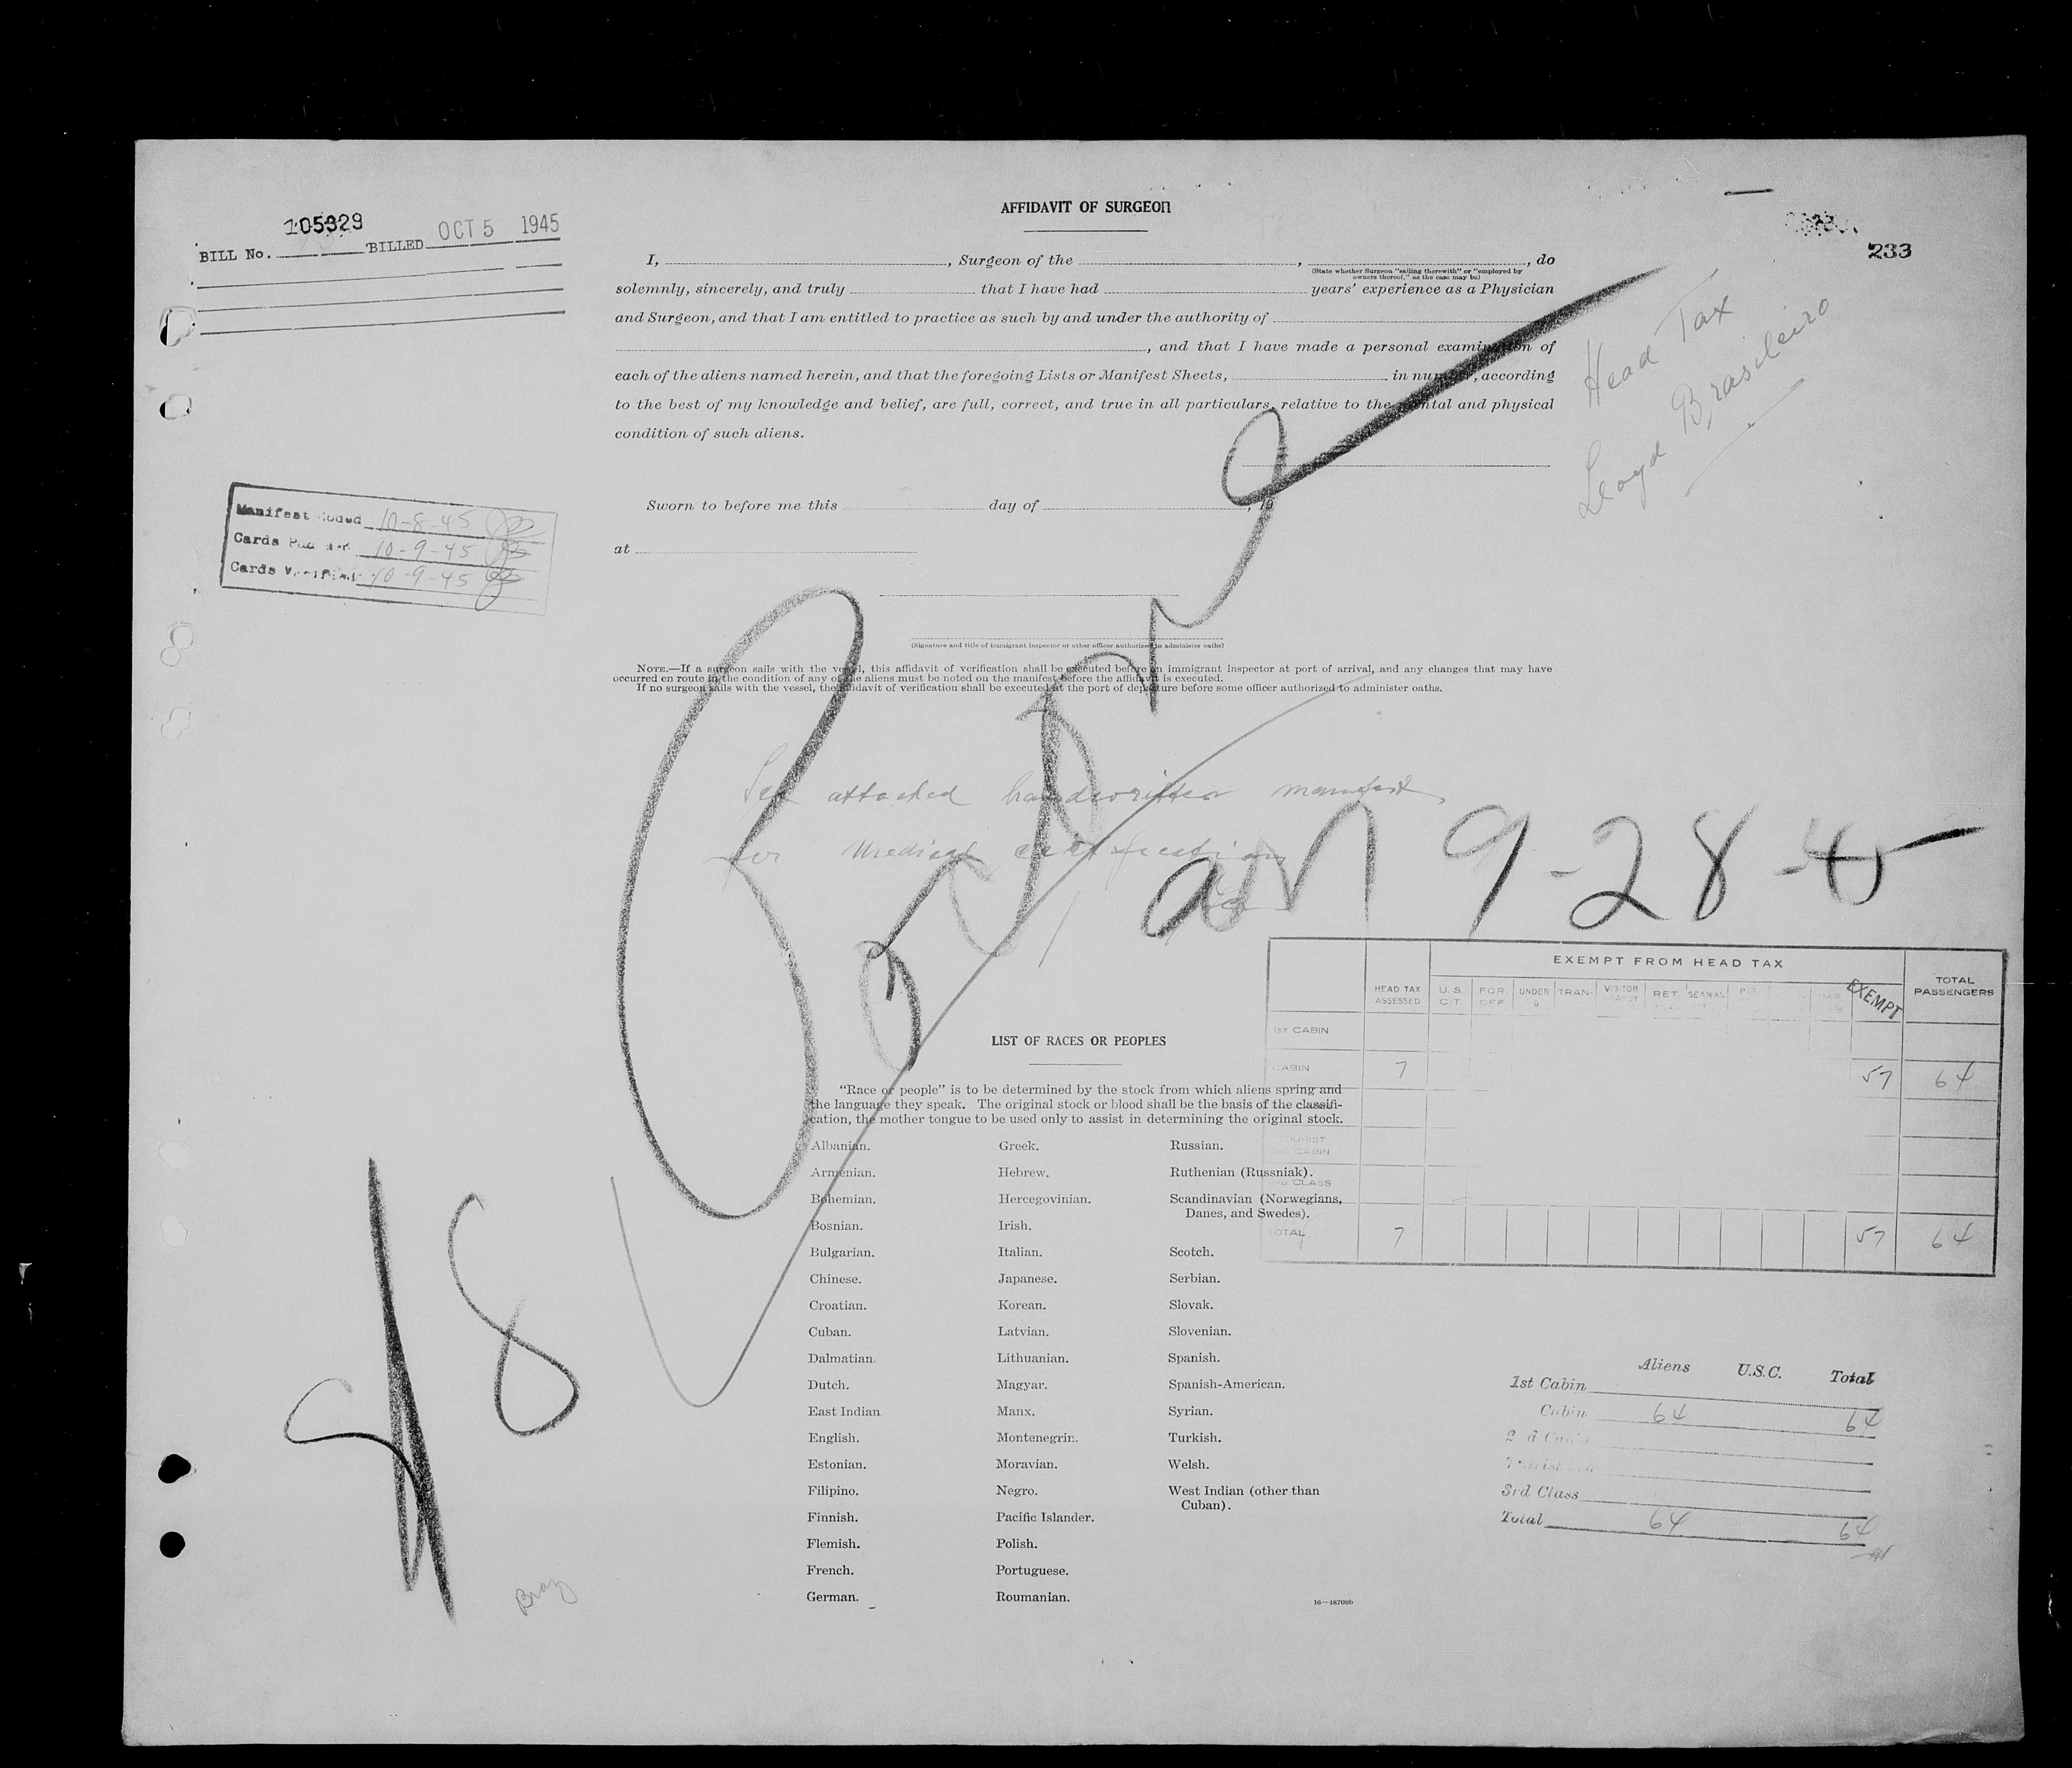 AFFIDAVIT OF SURGEON
105329
BILL No. BILLED OCT 5 1945
233
I, , Surgeon of the , , do
(State whether Surgeon "sailing therewith" or "employed by
owners thereof," as the case may be)
solemnly, sincerely, and truly that I have had years' experience as a Physician
and Surgeon, and that I am entitled to practice as such by and under the authority of
, and that I have made a personal examination of
each of the aliens named herein, and that the foregoing Lists or Manifest Sheets, in number, according
to the best of my knowledge and belief, are full, correct, and true in all particulars, relative to the mental and physical
condition of such aliens.
Head Tax
Lloyd Brasileiro
Sworn to before me this day of , 19
at
Manifest Coded 10-8-45
Cards 10-9-45
Cards Verified 10-9-45
(Signature and title of immigrant inspector or other officer authorized to administer oaths)
NOTE.—If a surgeon sails with the vessel, this affidavit of verification shall be executed before an immigrant inspector at port of arrival, and any changes that may have
occurred en route in the condition of any of the aliens must be noted on the manifest before the affidavit is executed.
If no surgeon sails with the vessel, the affidavit of verification shall be executed at the port of departure before some officer authorized to administer oaths.
See attached handwritten manifest
for Medical certifications
arr 9-28-45
EXEMPT FROM HEAD TAX
HEAD TAX ASSESSED U.S. CIT. FOR. OFF UNDER TRAN- VISITOR RET. SEAMAN EXEMPT TOTAL PASSENGERS
1ST CABIN
CABIN 7 57 64
TOURIST
3RD CABIN
3RD CLASS
TOTAL 7 57 64
LIST OF RACES OR PEOPLES
"Race or people" is to be determined by the stock from which aliens spring and
the language they speak. The original stock or blood shall be the basis of the classifi-
cation, the mother tongue to be used only to assist in determining the original stock.
Albanian. Greek. Russian.
Armenian. Hebrew. Ruthenian (Russniak).
Bohemian. Hercegovinian. Scandinavian (Norwegians,
Danes, and Swedes).
Bosnian. Irish.
Bulgarian. Italian. Scotch.
Chinese. Japanese. Serbian.
Croatian. Korean. Slovak.
Cuban. Latvian. Slovenian.
Dalmatian. Lithuanian. Spanish.
Dutch. Magyar. Spanish-American.
East Indian Manx. Syrian.
English. Montenegrin. Turkish.
Estonian. Moravian. Welsh.
Filipino. Negro. West Indian (other than
Cuban).
Finnish. Pacific Islander.
Flemish. Polish.
French. Portuguese.
German. Roumanian.
16—18709b
Aliens U.S.C. Total
1st Cabin
Cabin 64 64
2nd Cabin
3rd Class
Total 64 64
8
Braz